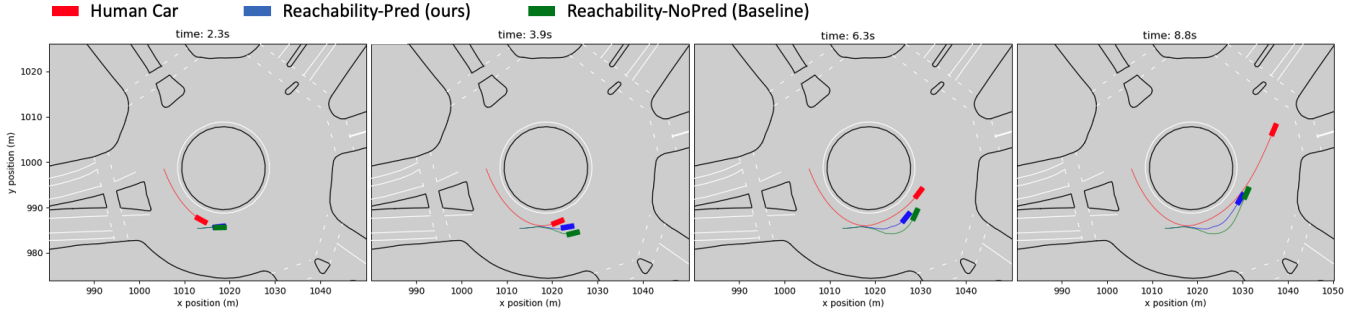 Human Car Reachability-Pred (ours) Reachability-NoPred (Baseline)
time: 2.3s time: 3.9s time: 6.3s time: 8.8s
y position (m)
1020
1010
1000
990
980
990 1000 1010 1020 1030 1040 990 1000 1010 1020 1030 1040 990 1000 1010 1020 1030 1040 990 1000 1010 1020 1030 1040 1050
x position (m) x position (m) x position (m) x position (m)